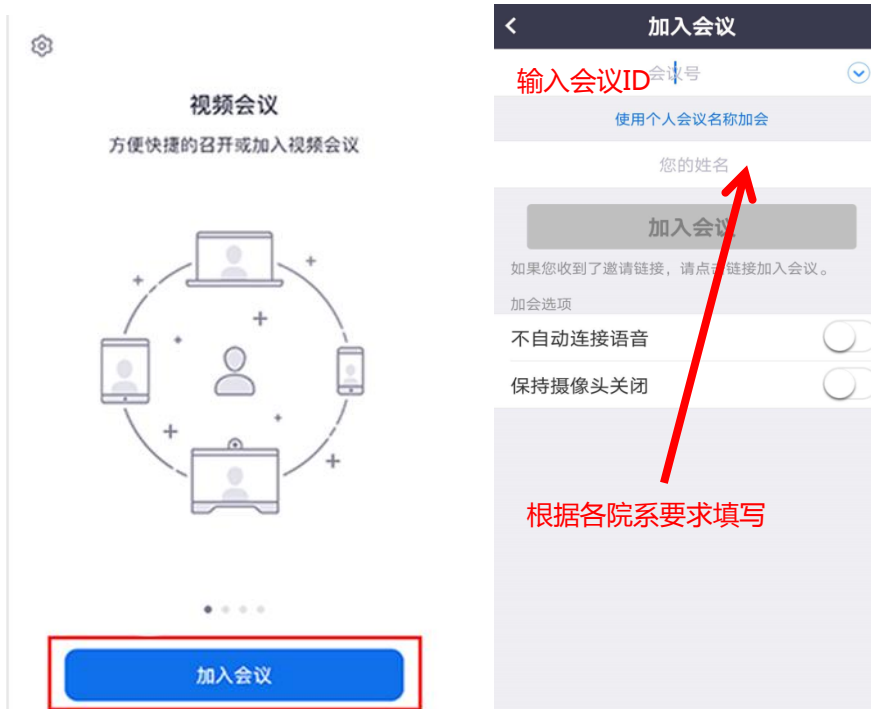 视频会议
方便快捷的召开或加入视频会议
加入会议
加入会议
输入会议ID
会议号
使用个人会议名称加会
您的姓名
加入会议
如果您收到了邀请链接，请点击链接加入会议。
加会选项
不自动连接语音
保持摄像头关闭
根据各院系要求填写